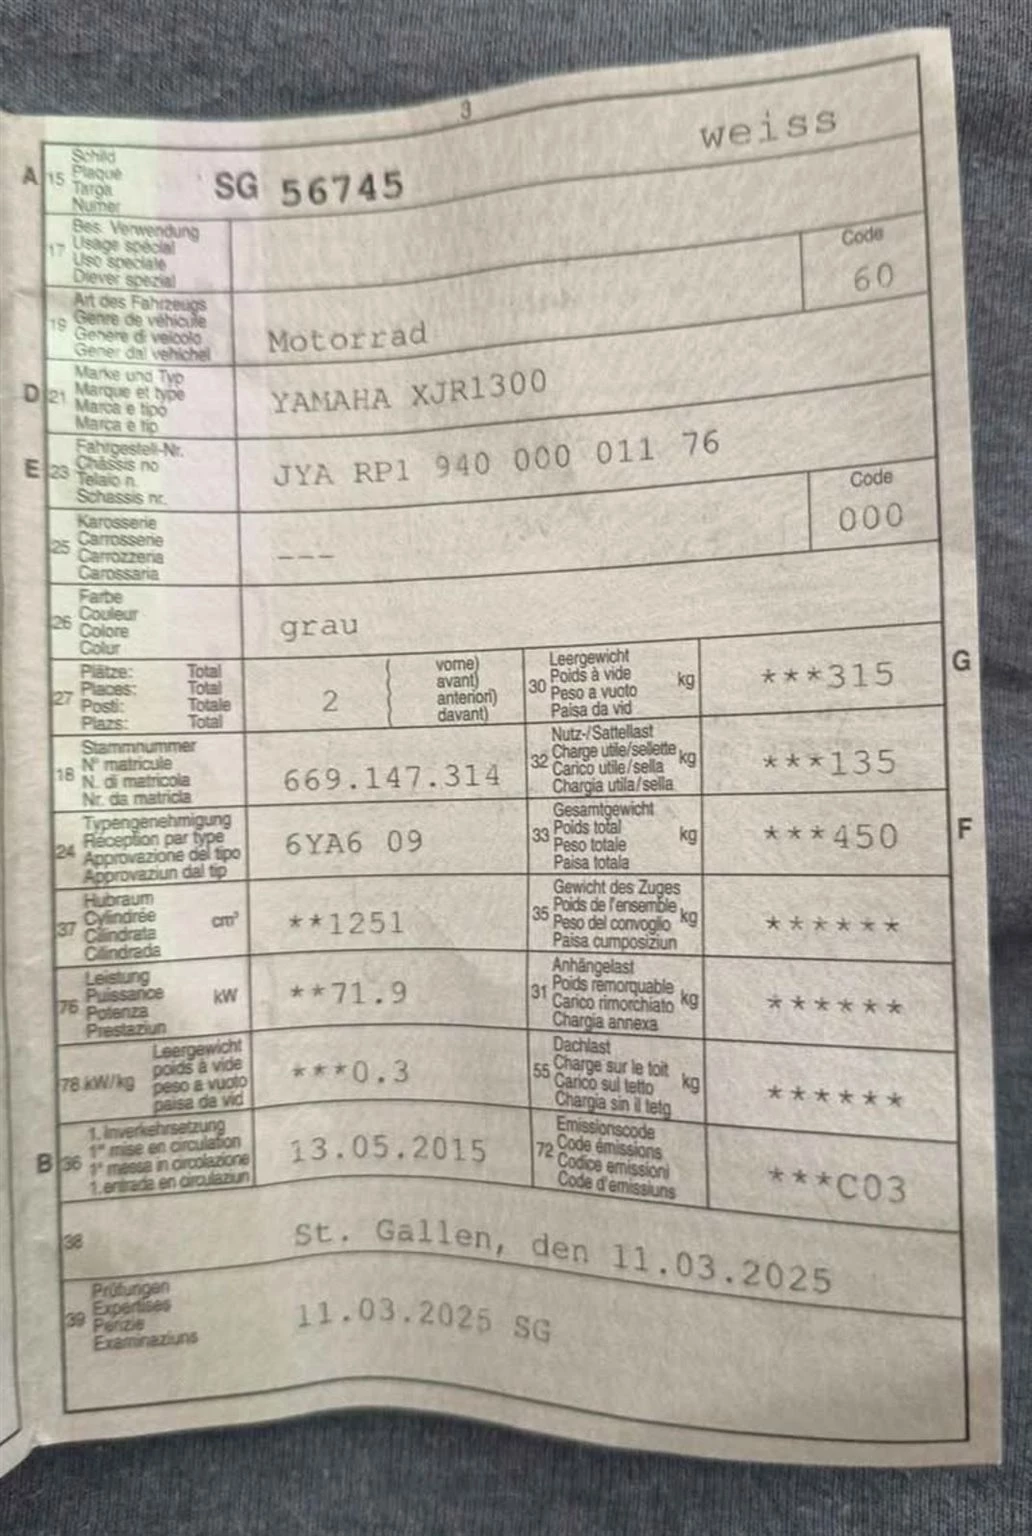 3
A 15 Schild
Plaque
Targa
Numer
SG 56745
weiss
17 Bes. Verwendung
Usage spécial
Uso speciale
Diever spezial
Code
60
19 Art des Fahrzeugs
Genre de véhicule
Genere di veicolo
Gener dal vehichel
Motorrad
D 21 Marke und Typ
Marque et type
Marca e tipo
Marca e tip
YAMAHA XJR1300
E 23 Fahrgestell-Nr.
Châssis no
Telaio n.
Schassis nr.
JYA RP1 940 000 011 76
25 Karosserie
Carrosserie
Carrozzeria
Carossaria
---
Code
000
26 Farbe
Couleur
Colore
Colur
grau
27 Plätze: Total
Places: Total
Posti: Totale
Plazs: Total
2
vorne)
avant)
anteriori)
davant)
30 Leergewicht
Poids à vide kg
Peso a vuoto
Paisa da vid
***315
G
18 Stammnummer
N° matricule
N. di matricola
Nr. da matricla
669.147.314
32 Nutz-/Sattellast
Charge utile/sellette kg
Carico utile/sella
Chargia utila/sella
***135
24 Typengenehmigung
Réception par type
Approvazione del tipo
Approvaziun dal tip
6YA6 09
33 Gesamtgewicht
Poids total kg
Peso totale
Paisa totala
***450
F
37 Hubraum
Cylindrée cm³
Cilindrata
Cilindrada
**1251
35 Gewicht des Zuges
Poids de l'ensemble kg
Peso del convoglio
Paisa cumposiziun
******
76 Leistung
Puissance kW
Potenza
Prestaziun
**71.9
31 Anhängelast
Poids remorquable kg
Carico rimorchiato
Chargia annexa
******
78 kW/kg Leergewicht
poids à vide
peso a vuoto
paisa da vid
***0.3
55 Dachlast
Charge sur le toit kg
Carico sul tetto
Chargia sin il tetg
******
B 36 1. Inverkehrsetzung
1re mise en circulation
1a messa in circolazione
1. entrada en circulaziun
13.05.2015
72 Emissionscode
Code émissions
Codice emissioni
Code d'emissiuns
***C03
38
St. Gallen, den 11.03.2025
39 Prüfungen
Expertises
Perizie
Examinaziuns
11.03.2025 SG